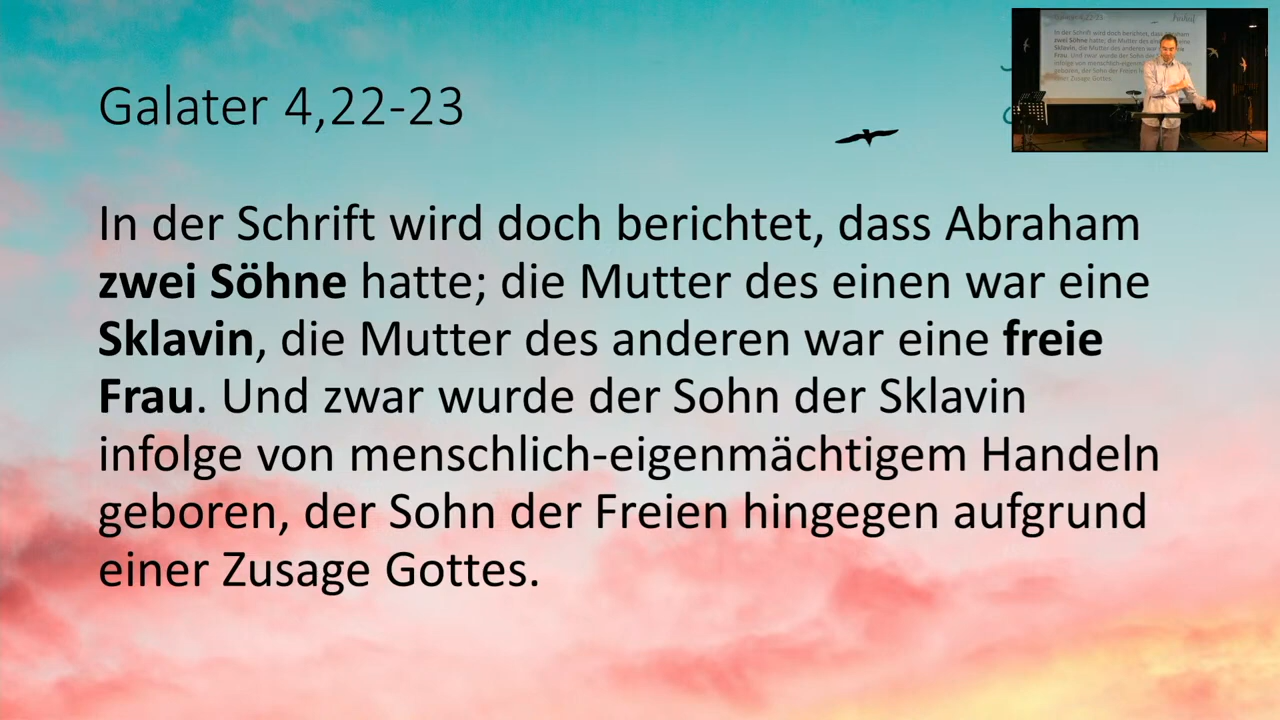 Galater 4,22-23
In der Schrift wird doch berichtet, dass Abraham
zwei Söhne hatte; die Mutter des einen war eine
Sklavin, die Mutter des anderen war eine freie
Frau. Und zwar wurde der Sohn der Sklavin
infolge von menschlich-eigenmächtigem Handeln
geboren, der Sohn der Freien hingegen aufgrund
einer Zusage Gottes.